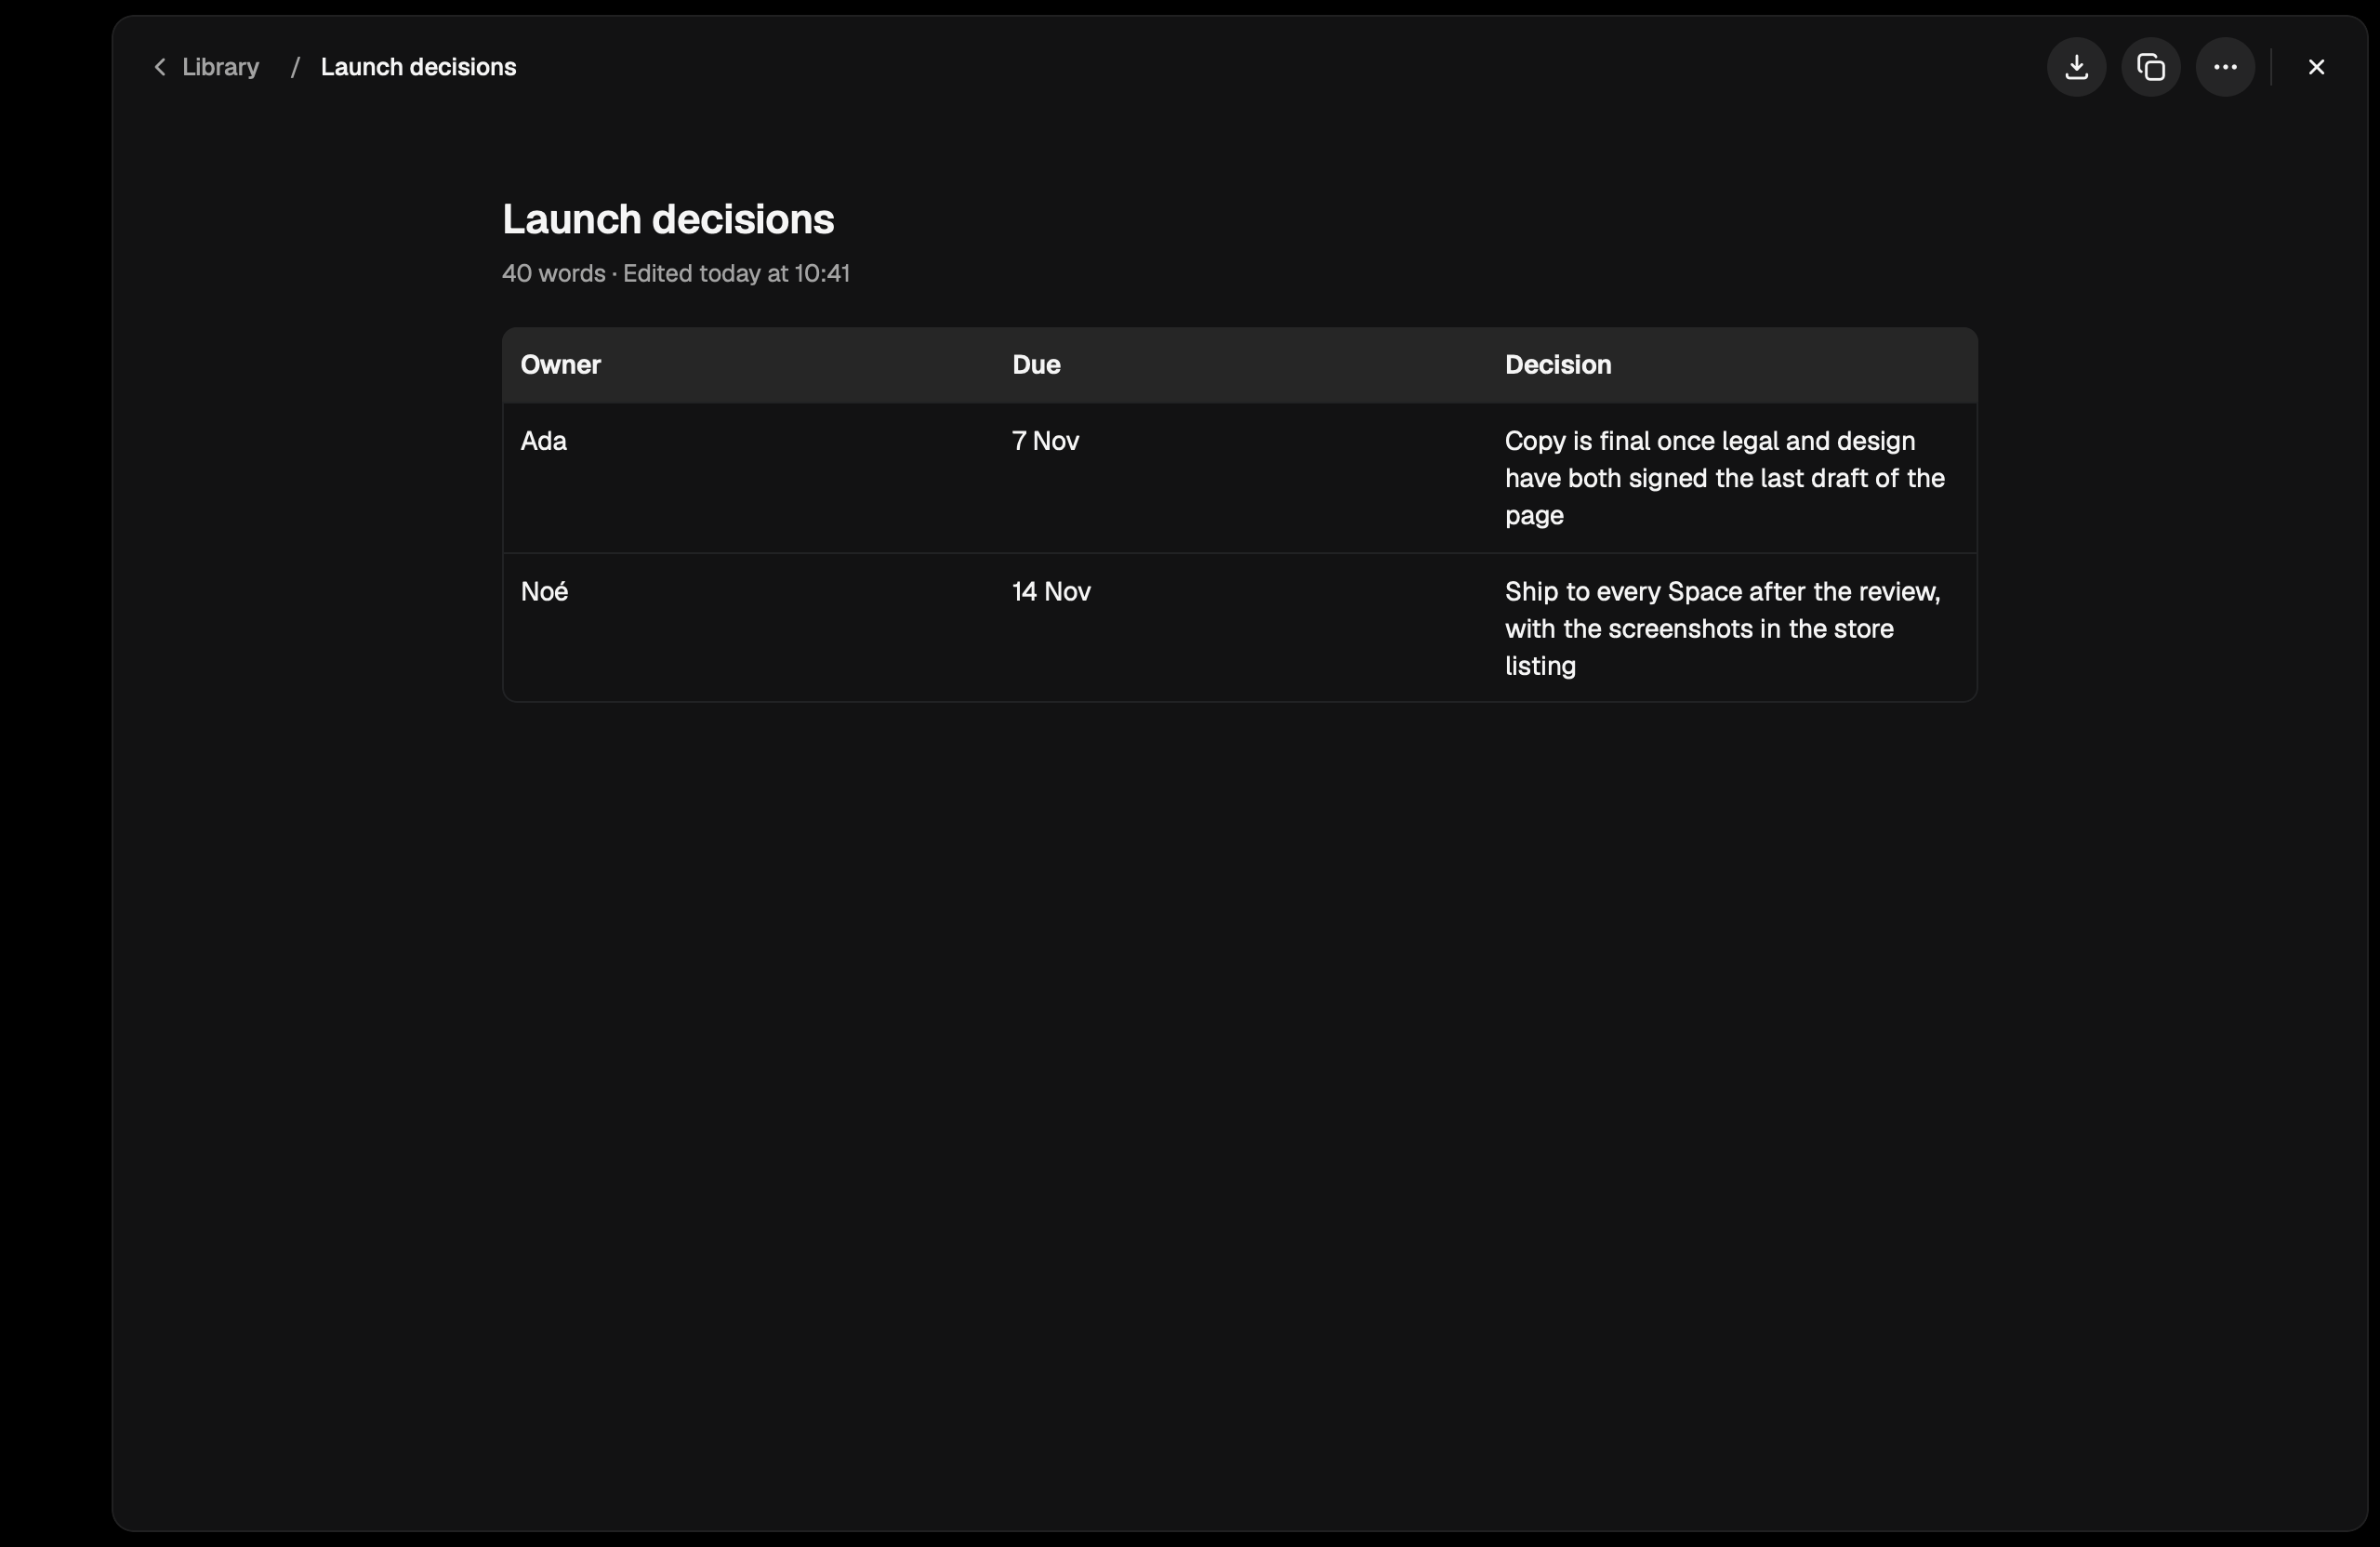 Library / Launch decisions
Launch decisions
40 words · Edited today at 10:41
Owner Due Decision
Ada 7 Nov Copy is final once legal and design
have both signed the last draft of the
page
Noé 14 Nov Ship to every Space after the review,
with the screenshots in the store
listing